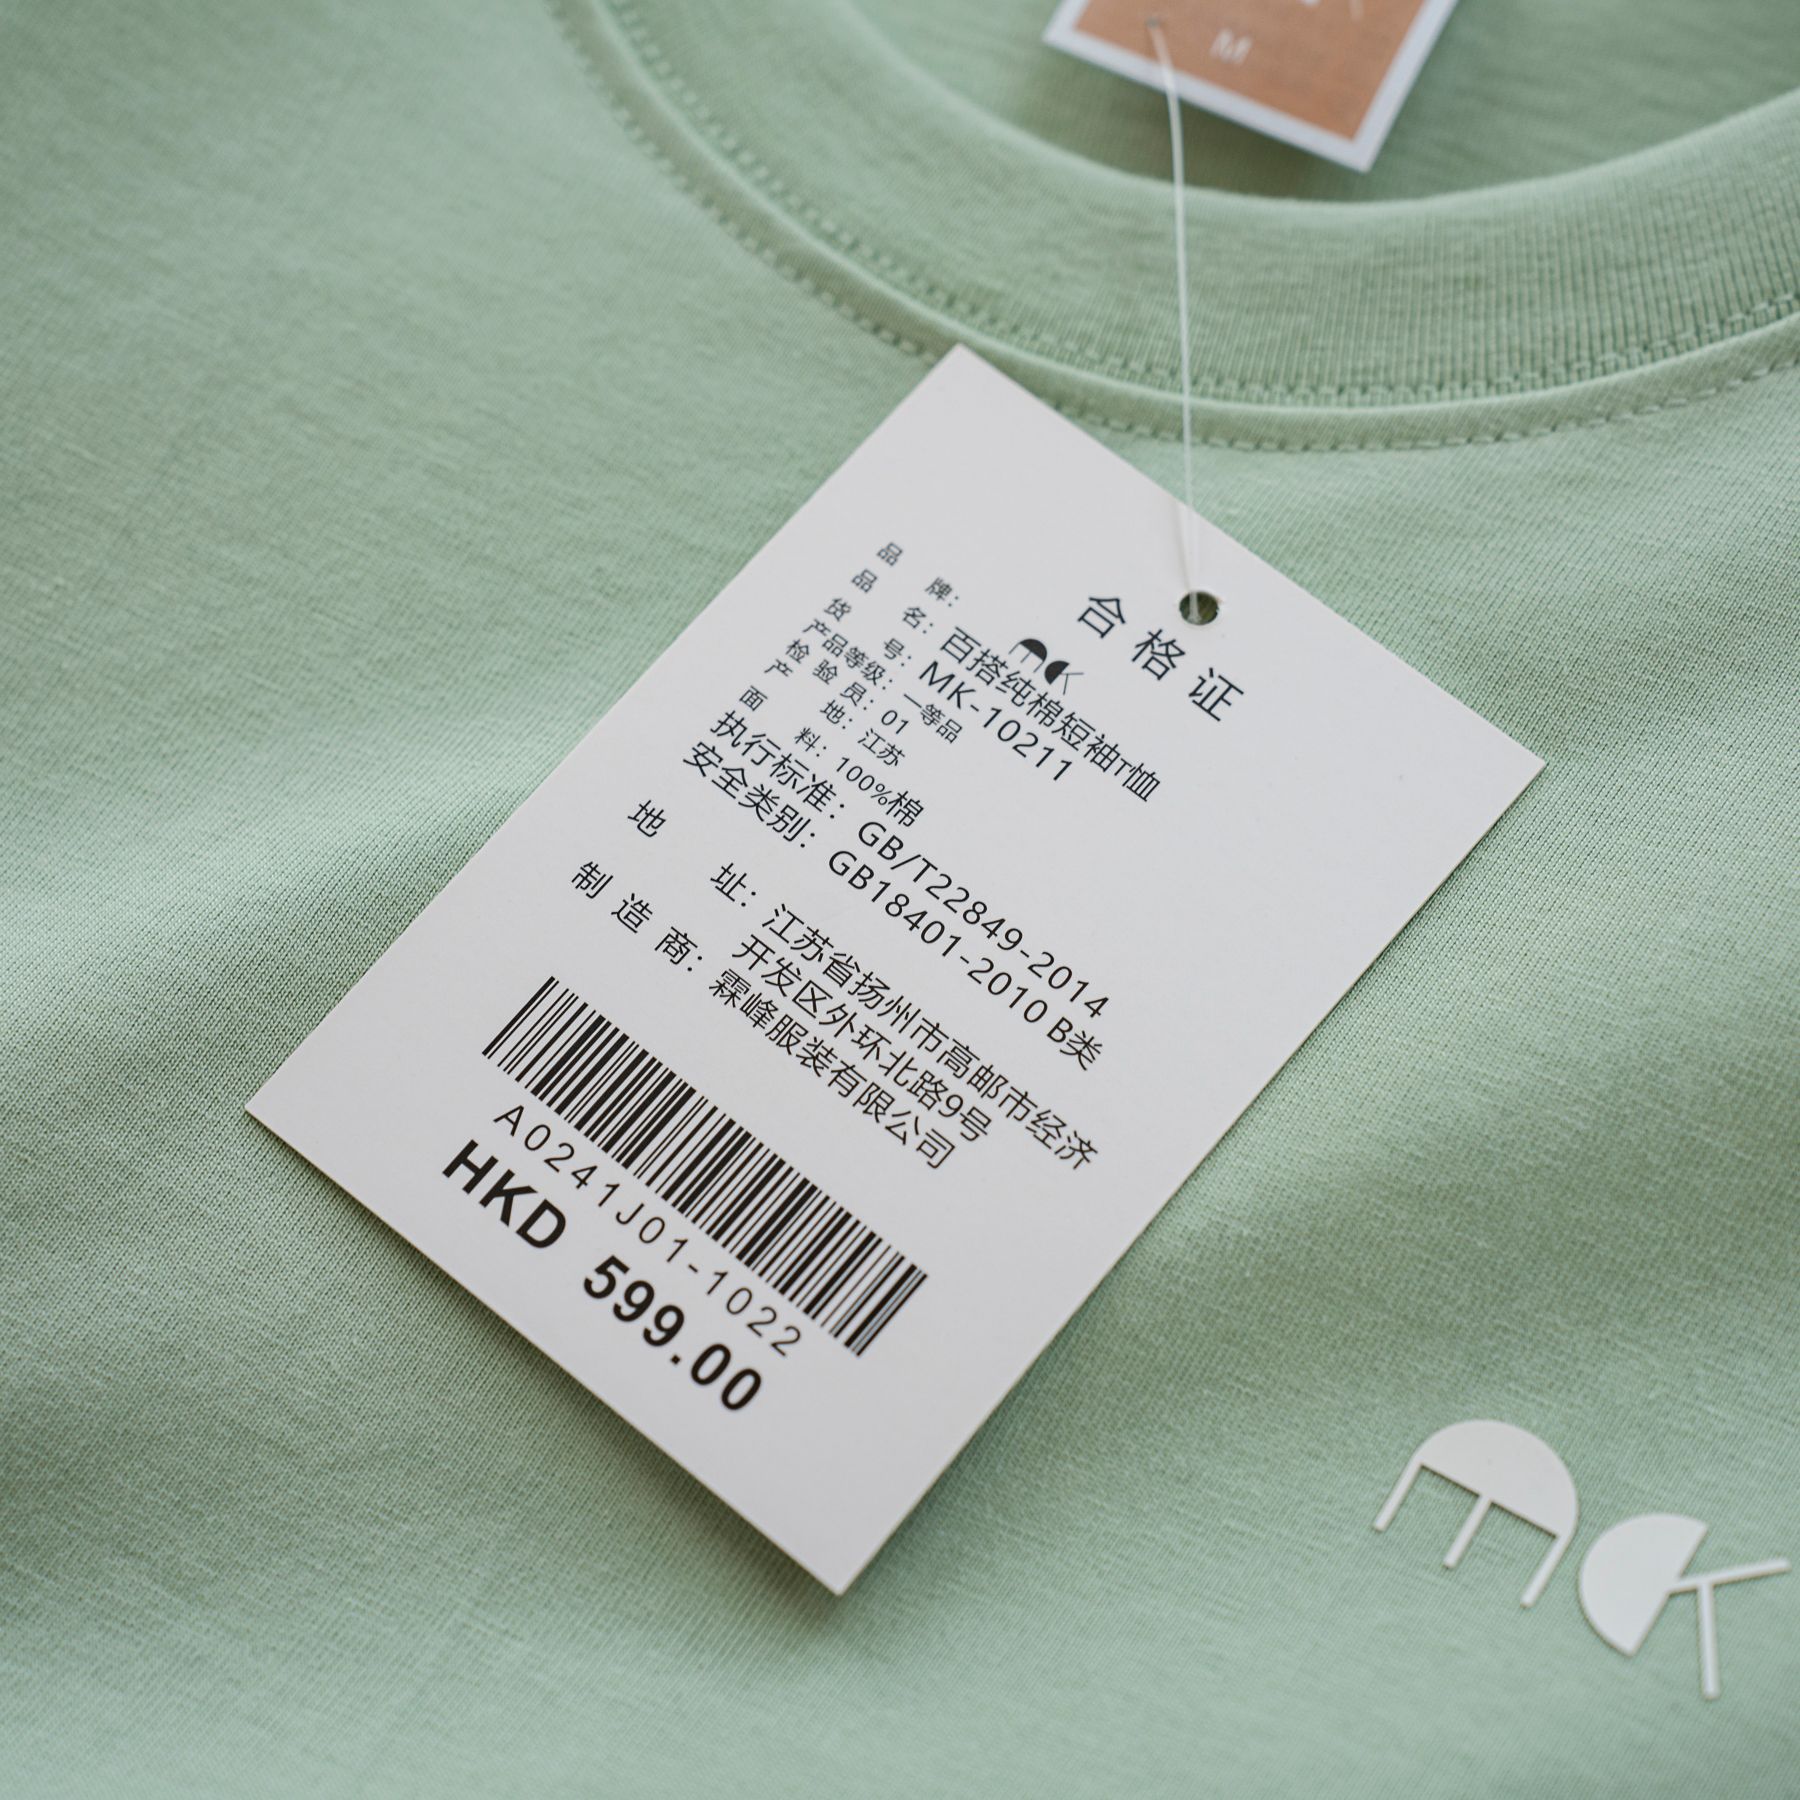 M
合格证
品牌：mk
品名：百搭纯棉短袖T恤
货号：MK-10211
产品等级：一等品
检验员：01
产地：江苏
面料：100%棉
执行标准：GB/T22849-2014
安全类别：GB18401-2010 B类
地址：江苏省扬州市高邮市经济
开发区外环北路9号
制造商：霖峰服装有限公司
A0241J01-1022
HKD 599.00
mk